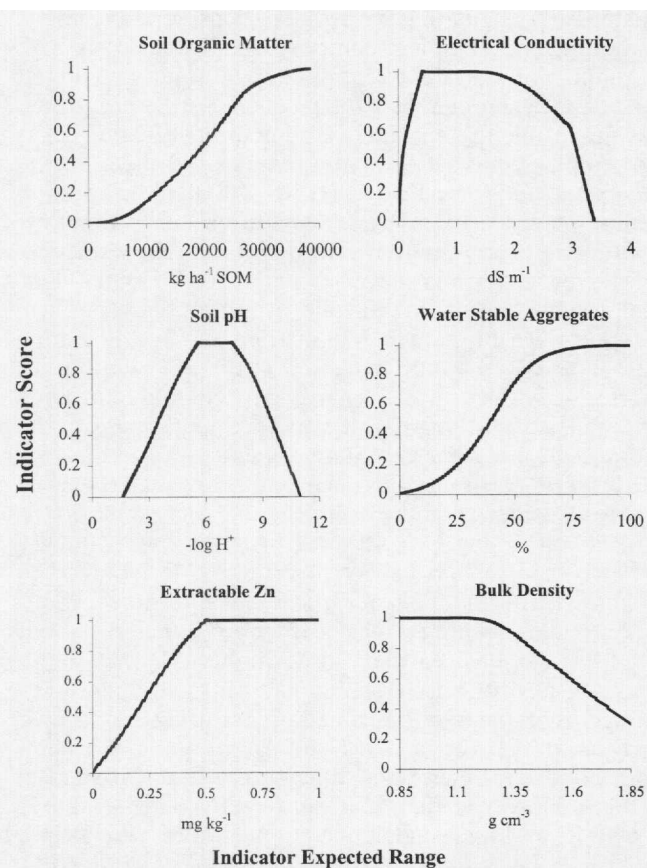 Soil Organic Matter
1
0.8
0.6
0.4
0.2
0
0 10000 20000 30000 40000
kg ha⁻¹ SOM
Electrical Conductivity
1
0.8
0.6
0.4
0.2
0
0 1 2 3 4
dS m⁻¹
Indicator Score
Soil pH
1
0.8
0.6
0.4
0.2
0
0 3 6 9 12
-log H⁺
Water Stable Aggregates
1
0.8
0.6
0.4
0.2
0
0 25 50 75 100
%
Extractable Zn
1
0.8
0.6
0.4
0.2
0
0 0.25 0.5 0.75 1
mg kg⁻¹
Bulk Density
1
0.8
0.6
0.4
0.2
0
0.85 1.1 1.35 1.6 1.85
g cm⁻³
Indicator Expected Range